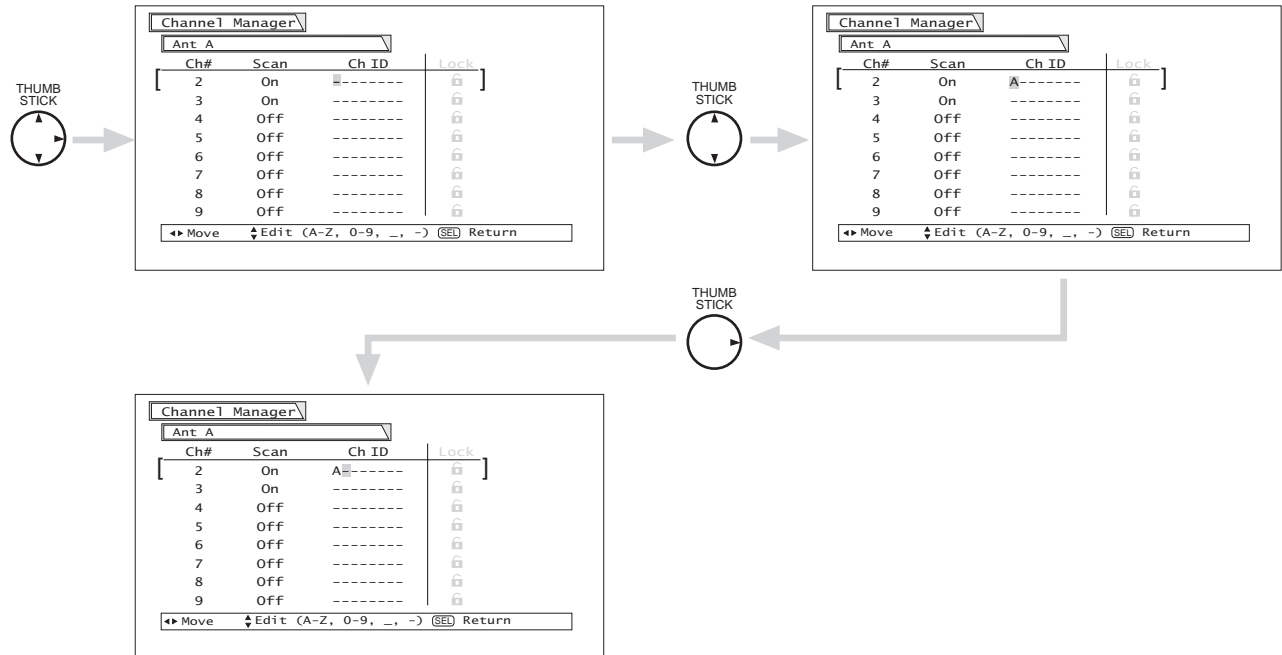 THUMB
STICK
Channel Manager
Ant A
Ch# Scan Ch ID Lock
2 On --------
3 On --------
4 Off --------
5 Off --------
6 Off --------
7 Off --------
8 Off --------
9 Off --------
Move Edit (A-Z, 0-9, _, -) SEL Return
THUMB
STICK
Channel Manager
Ant A
Ch# Scan Ch ID Lock
2 On A-------
3 On --------
4 Off --------
5 Off --------
6 Off --------
7 Off --------
8 Off --------
9 Off --------
Move Edit (A-Z, 0-9, _, -) SEL Return
THUMB
STICK
Channel Manager
Ant A
Ch# Scan Ch ID Lock
2 On A-------
3 On --------
4 Off --------
5 Off --------
6 Off --------
7 Off --------
8 Off --------
9 Off --------
Move Edit (A-Z, 0-9, _, -) SEL Return